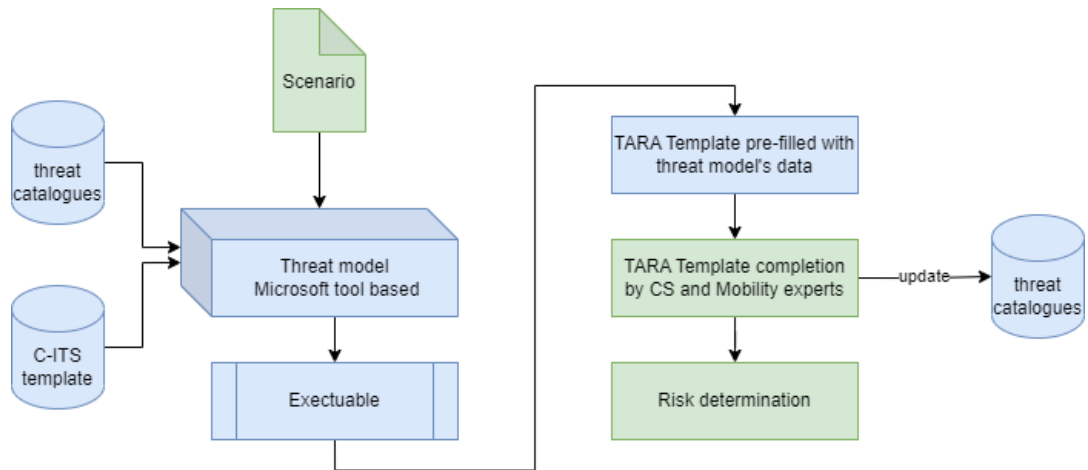 Scenario
threat
catalogues
C-ITS
template
Threat model
Microsoft tool based
Exectuable
TARA Template pre-filled with
threat model's data
TARA Template completion
by CS and Mobility experts
update
threat
catalogues
Risk determination